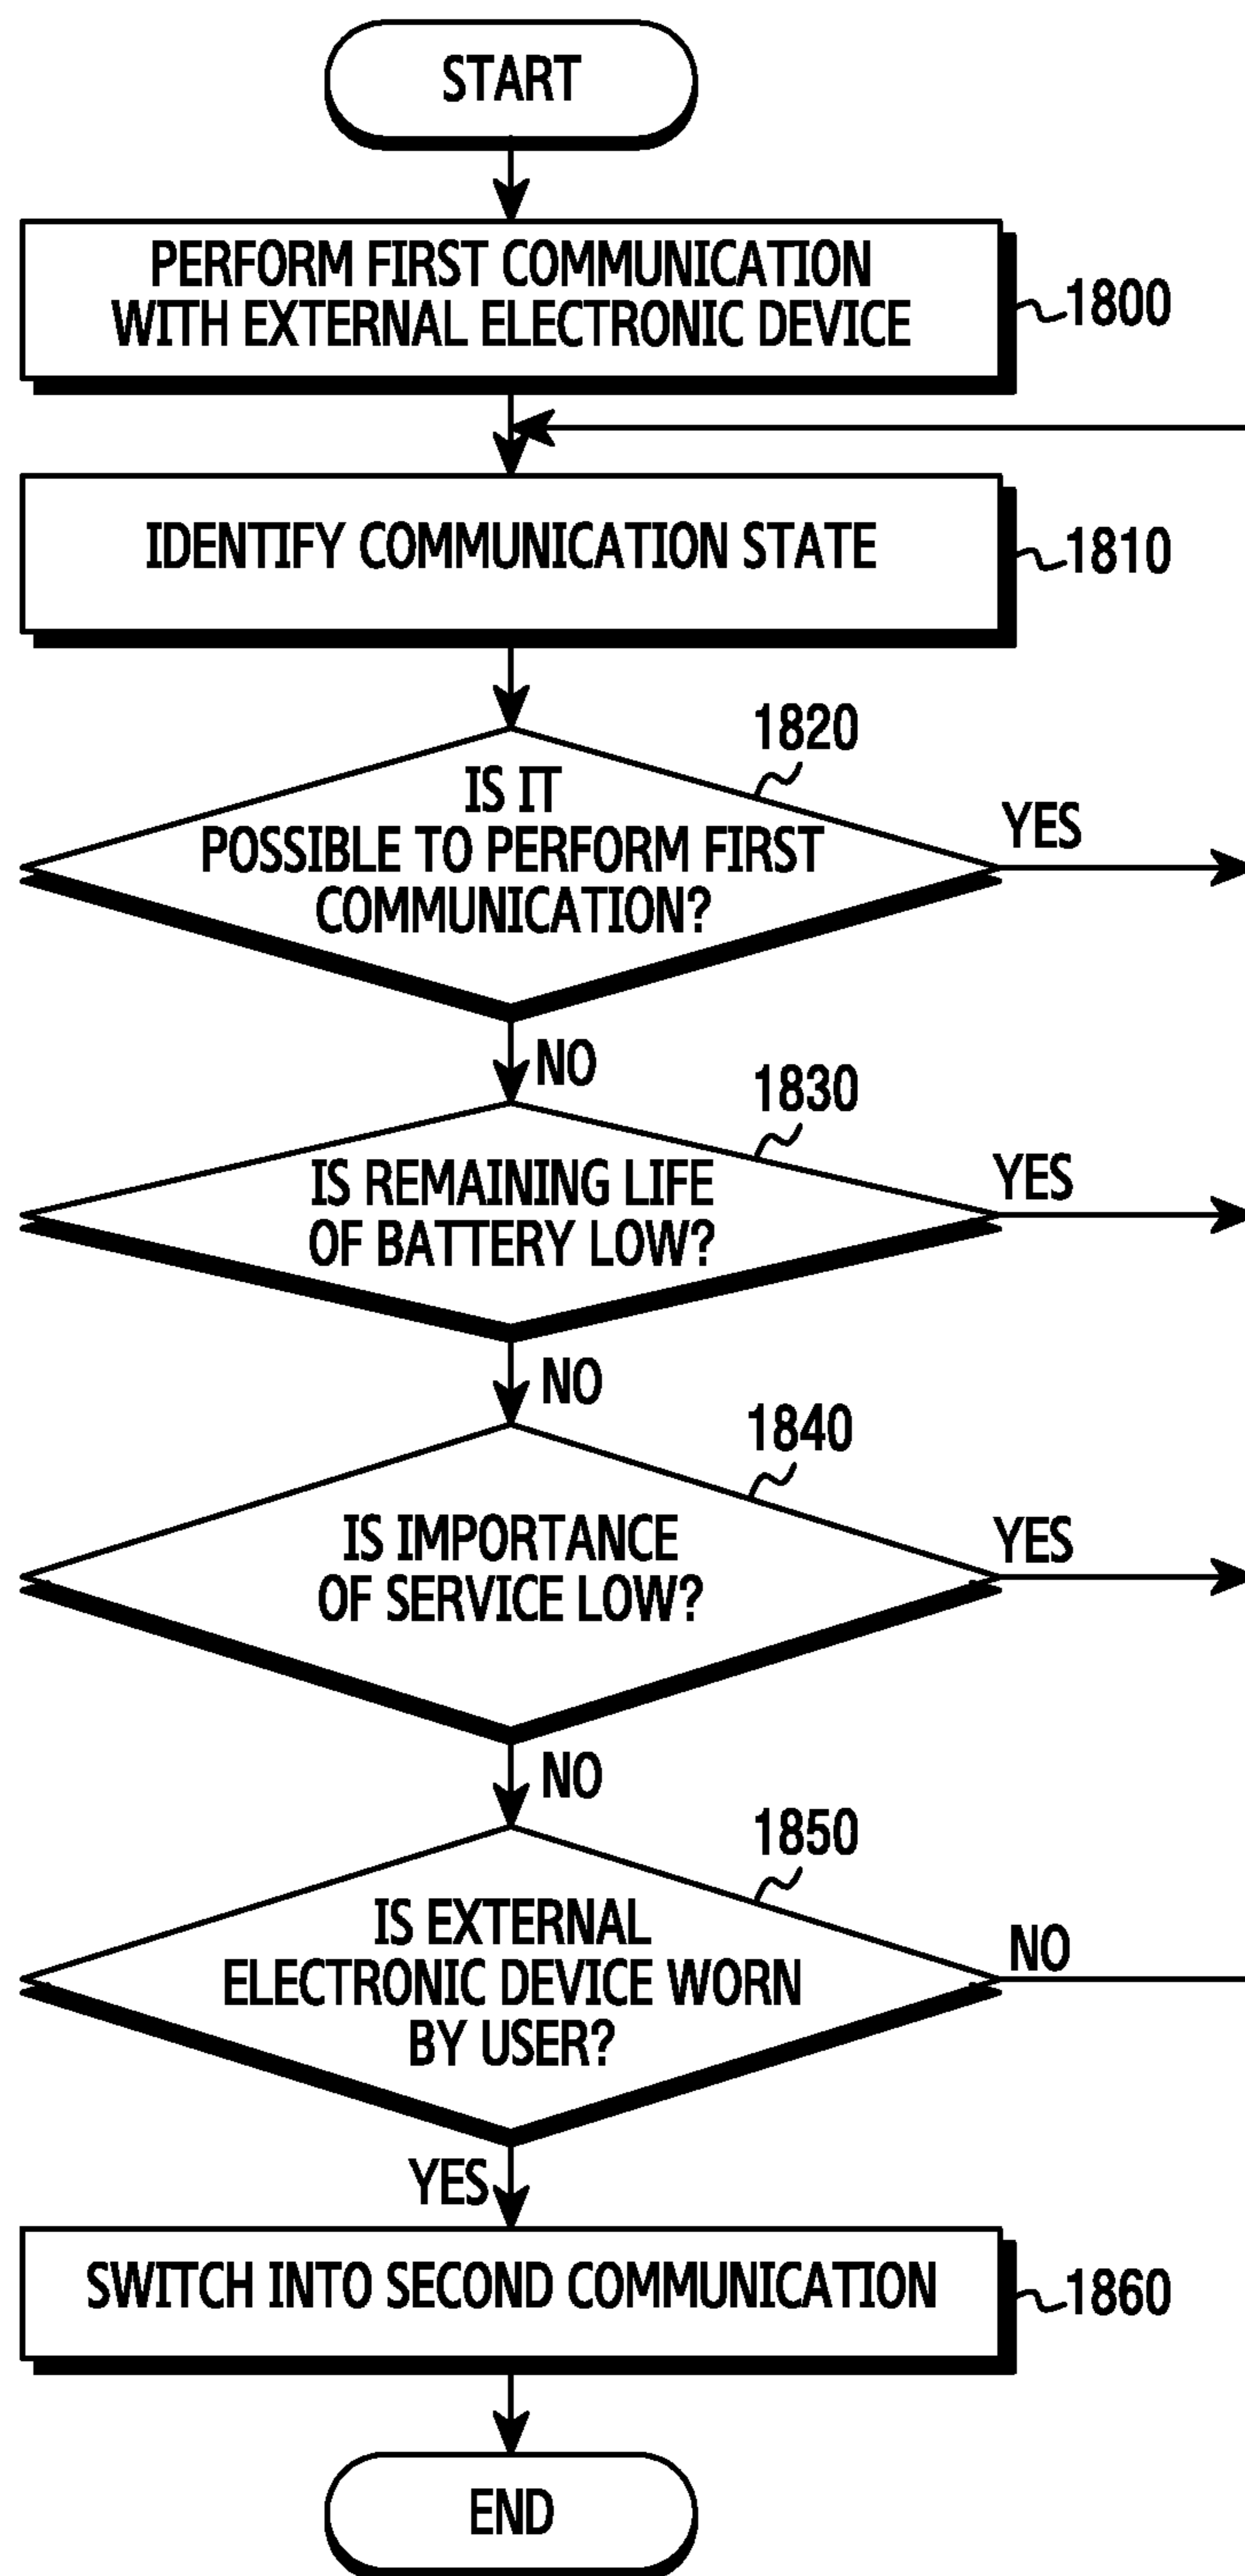 START
PERFORM FIRST COMMUNICATION
WITH EXTERNAL ELECTRONIC DEVICE
1800
IDENTIFY COMMUNICATION STATE
1810
1820
IS IT
POSSIBLE TO PERFORM FIRST
COMMUNICATION?
YES
NO
1830
IS REMAINING LIFE
OF BATTERY LOW?
YES
NO
1840
IS IMPORTANCE
OF SERVICE LOW?
YES
NO
1850
IS EXTERNAL
ELECTRONIC DEVICE WORN
BY USER?
NO
YES
SWITCH INTO SECOND COMMUNICATION
1860
END